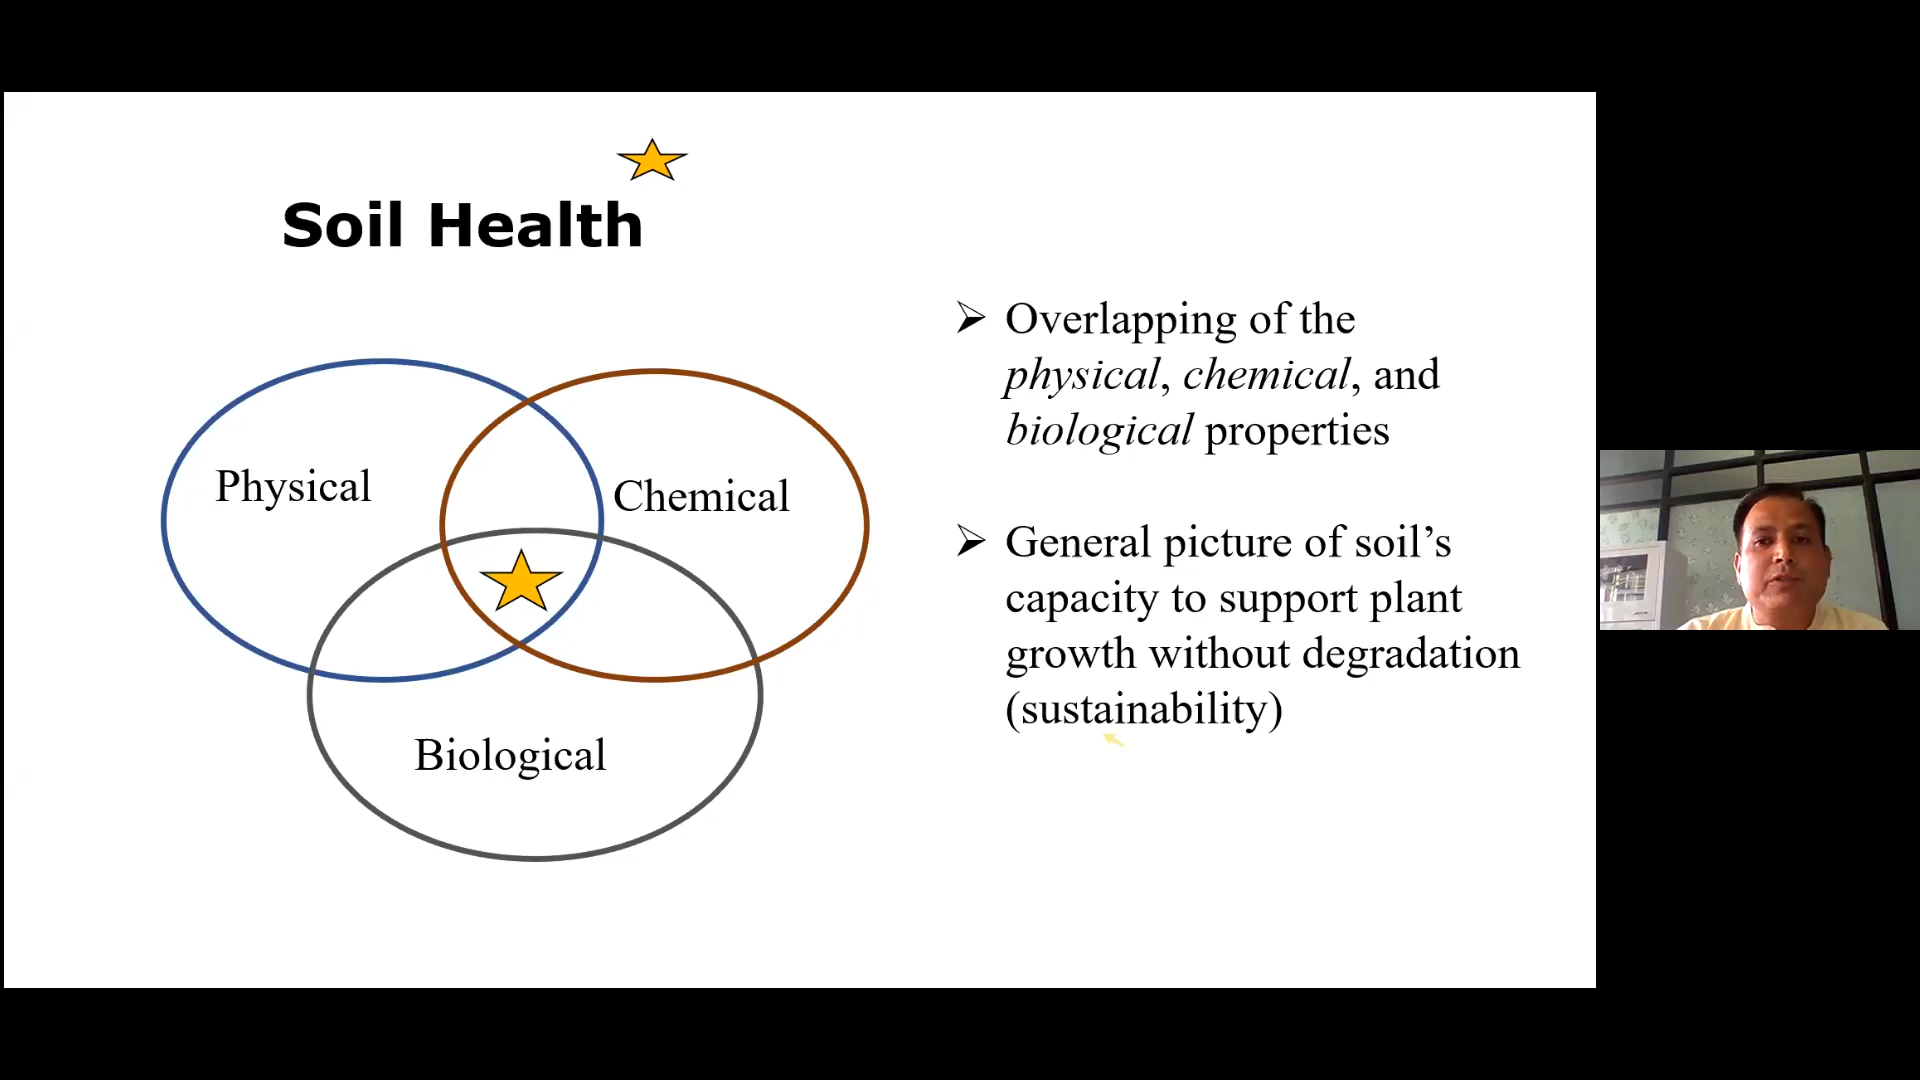 Soil Health
Physical
Chemical
Biological
Overlapping of the
physical, chemical, and
biological properties
General picture of soil’s
capacity to support plant
growth without degradation
(sustainability)